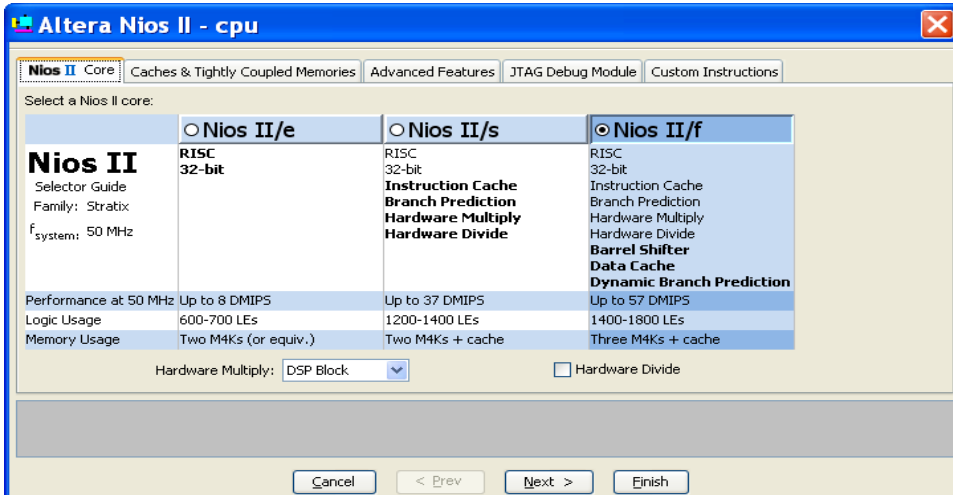 Altera Nios II - cpu
Nios II Core Caches & Tightly Coupled Memories Advanced Features JTAG Debug Module Custom Instructions
Select a Nios II core:
Nios II/e Nios II/s Nios II/f
Nios II
Selector Guide
Family: Stratix
fsystem: 50 MHz
RISC
32-bit
RISC
32-bit
Instruction Cache
Branch Prediction
Hardware Multiply
Hardware Divide
RISC
32-bit
Instruction Cache
Branch Prediction
Hardware Multiply
Hardware Divide
Barrel Shifter
Data Cache
Dynamic Branch Prediction
Performance at 50 MHz Up to 8 DMIPS Up to 37 DMIPS Up to 57 DMIPS
Logic Usage 600-700 LEs 1200-1400 LEs 1400-1800 LEs
Memory Usage Two M4Ks (or equiv.) Two M4Ks + cache Three M4Ks + cache
Hardware Multiply: DSP Block Hardware Divide
Cancel < Prev Next > Finish